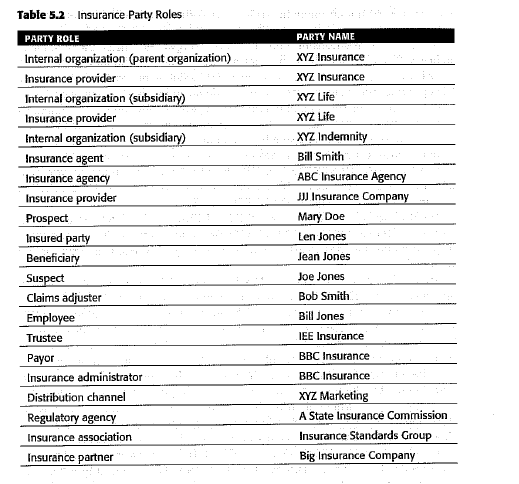 Table 5.2 Insurance Party Roles
PARTY ROLE PARTY NAME
Internal organization (parent organization) XYZ Insurance
Insurance provider XYZ Insurance
Internal organization (subsidiary) XYZ Life
Insurance provider XYZ Life
Internal organization (subsidiary) XYZ Indemnity
Insurance agent Bill Smith
Insurance agency ABC Insurance Agency
Insurance provider JJJ Insurance Company
Prospect Mary Doe
Insured party Len Jones
Beneficiary Jean Jones
Suspect Joe Jones
Claims adjuster Bob Smith
Employee Bill Jones
Trustee IEE Insurance
Payor BBC Insurance
Insurance administrator BBC Insurance
Distribution channel XYZ Marketing
Regulatory agency A State Insurance Commission
Insurance association Insurance Standards Group
Insurance partner Big Insurance Company